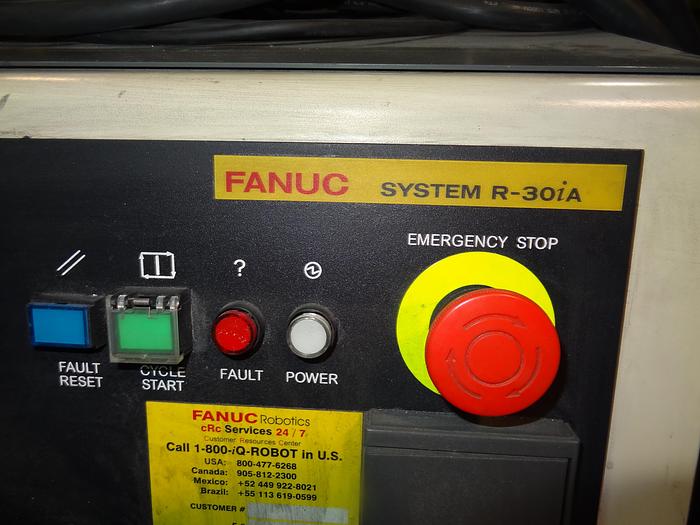 FANUC SYSTEM R-30iA
EMERGENCY STOP
?
FAULT
RESET
CYCLE
START
FAULT
POWER
FANUC Robotics
cRc Services 24 / 7
Customer Resources Center
Call 1-800-iQ-ROBOT in U.S.
USA: 800-477-6268
Canada: 905-812-2300
Mexico: +52 449 922-8021
Brazil: +55 113 619-0599
CUSTOMER #